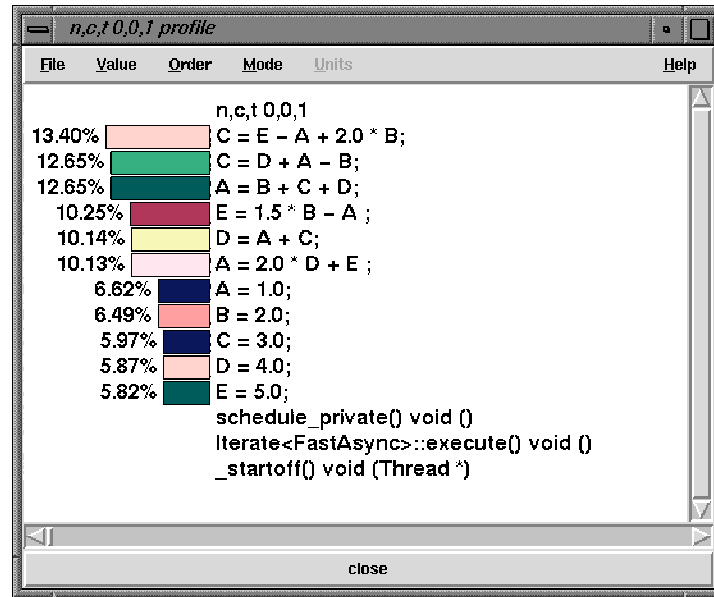 n,c,t 0,0,1 profile
File Value Order Mode Units Help
n,c,t 0,0,1
13.40% C = E - A + 2.0 * B;
12.65% C = D + A - B;
12.65% A = B + C + D;
10.25% E = 1.5 * B - A ;
10.14% D = A + C;
10.13% A = 2.0 * D + E ;
6.62% A = 1.0;
6.49% B = 2.0;
5.97% C = 3.0;
5.87% D = 4.0;
5.82% E = 5.0;
schedule_private() void ()
Iterate<FastAsync>::execute() void ()
_startoff() void (Thread *)
close